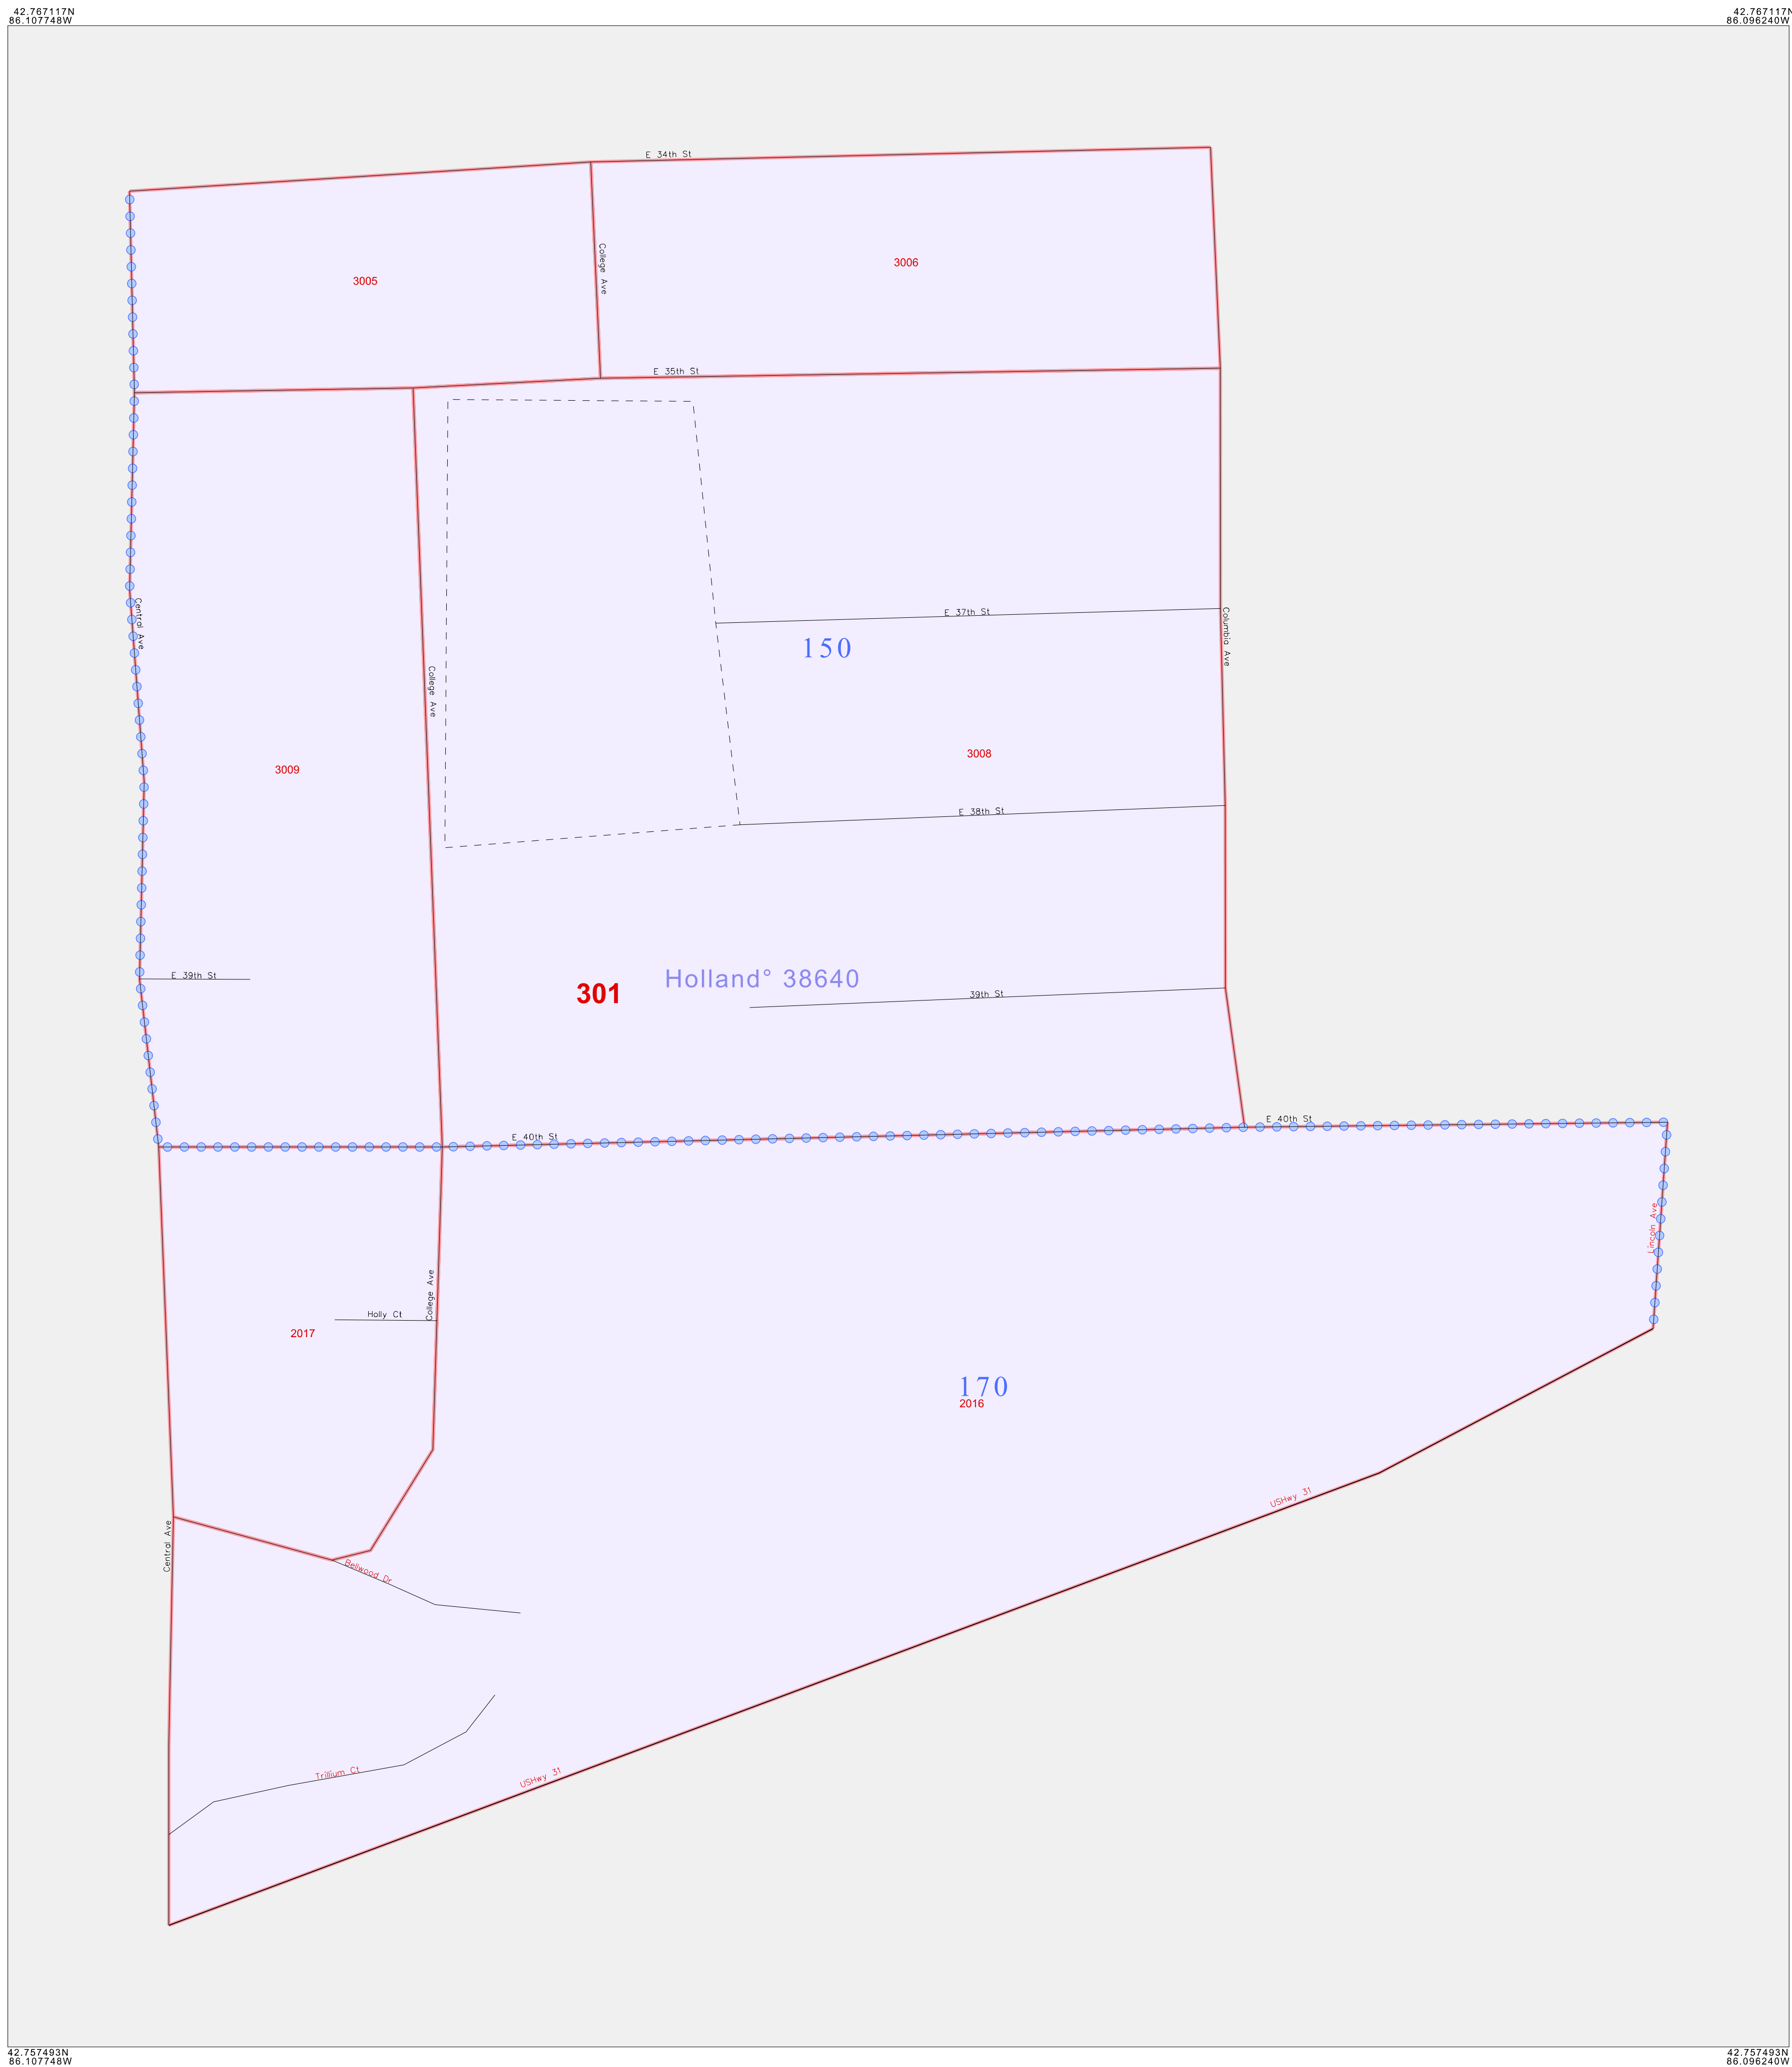 42.767117N
86.107748W
42.767117N
86.096240W
E 34th St
College Ave
3006
3005
E 35th St
Central Ave
E 37th St
Columbia Ave
150
College Ave
3008
3009
E 38th St
E 39th St
Holland° 38640
301
39th St
E 40th St
E 40th St
Lincoln Ave
College Ave
Holly Ct
2017
170
2016
USHwy 31
Central Ave
Bellwood Dr
Trillium Ct
USHwy 31
42.757493N
86.107748W
42.757493N
86.096240W